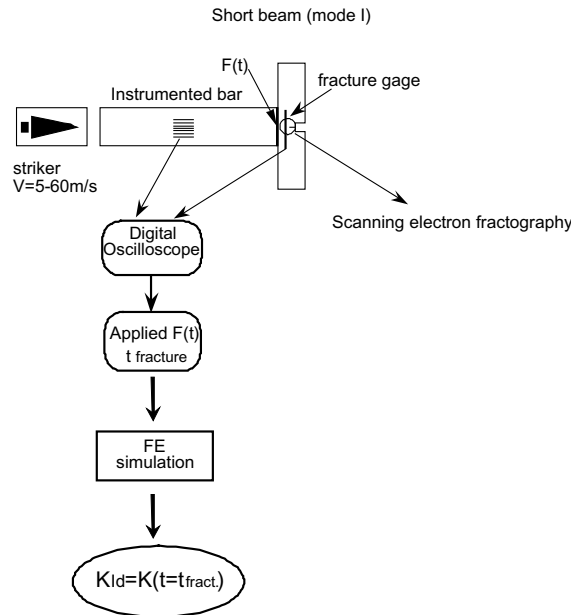 Short beam (mode I)
F(t)
fracture gage
Instrumented bar
striker
V=5-60m/s
Scanning electron fractography
Digital
Oscilloscope
Applied F(t)
t fracture
FE
simulation
KId=K(t=tfract.)